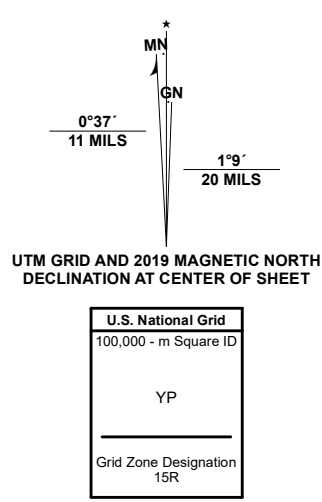 MN
GN
0°37´
11 MILS
1°9´
20 MILS
UTM GRID AND 2019 MAGNETIC NORTH
DECLINATION AT CENTER OF SHEET
U.S. National Grid
100,000 - m Square ID
YP
Grid Zone Designation
15R